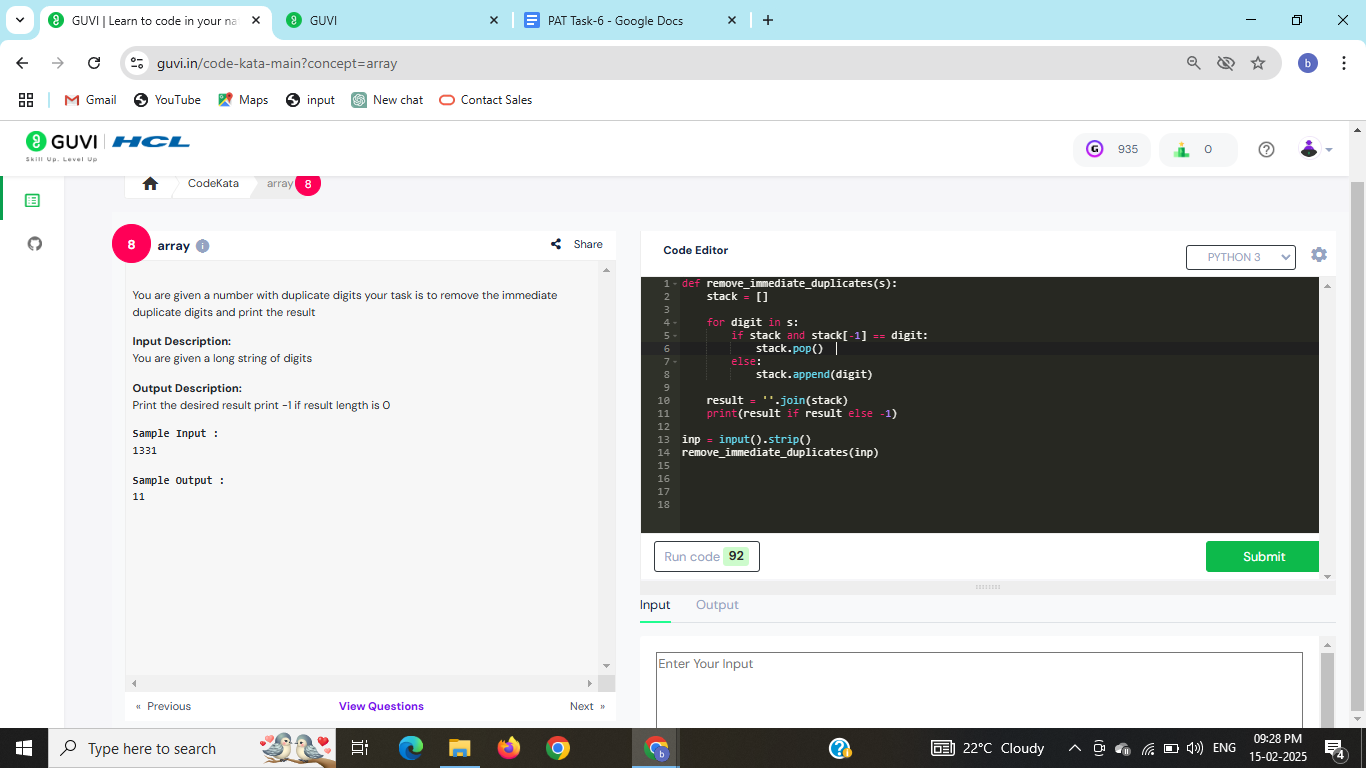 GUVI | Learn to code in your na
GUVI
PAT Task-6 - Google Docs
guvi.in/code-kata-main?concept=array
b
Gmail
YouTube
Maps
input
New chat
Contact Sales
GUVI
HCL
Skill Up. Level Up
G
935
0
CodeKata
array
8
8
array
i
Share
You are given a number with duplicate digits your task is to remove the immediate
duplicate digits and print the result
Input Description:
You are given a long string of digits
Output Description:
Print the desired result print -1 if result length is 0
Sample Input :
1331
Sample Output :
11
« Previous
View Questions
Next »
Code Editor
PYTHON 3
1 def remove_immediate_duplicates(s):
2 stack = []
3
4 for digit in s:
5 if stack and stack[-1] == digit:
6 stack.pop()
7 else:
8 stack.append(digit)
9
10 result = ''.join(stack)
11 print(result if result else -1)
12
13 inp = input().strip()
14 remove_immediate_duplicates(inp)
15
16
17
18
Run code 92
Submit
Input
Output
Enter Your Input
Type here to search
b
22°C Cloudy
ENG
09:28 PM
15-02-2025
4